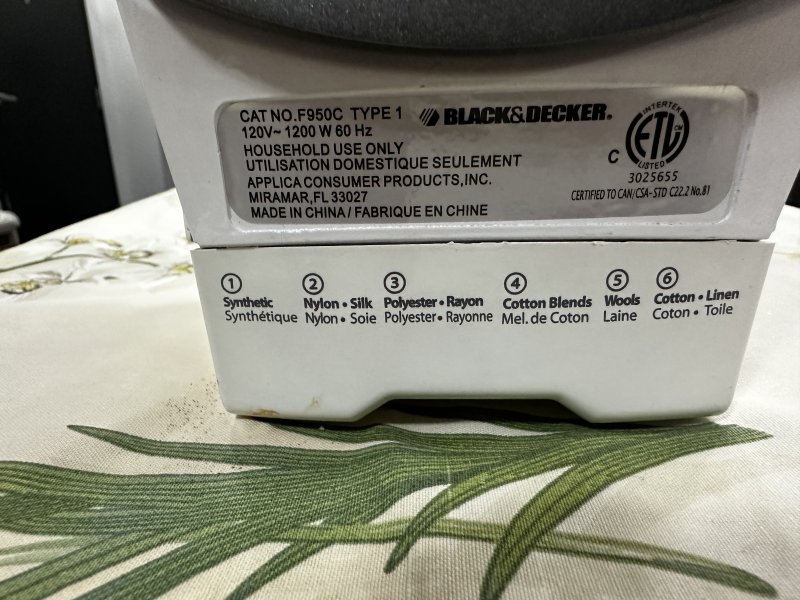 CAT NO.F950C TYPE 1 BLACK&DECKER®
120V~ 1200 W 60 Hz
HOUSEHOLD USE ONLY
UTILISATION DOMESTIQUE SEULEMENT
APPLICA CONSUMER PRODUCTS,INC.
MIRAMAR,FL 33027
MADE IN CHINA / FABRIQUE EN CHINE
INTERTEK
C ETL CM
LISTED
3025655
CERTIFIED TO CAN/CSA-STD C22.2 No.81
1 2 3 4 5 6
Synthetic Nylon • Silk Polyester • Rayon Cotton Blends Wools Cotton • Linen
Synthétique Nylon • Soie Polyester • Rayonne Mel. de Coton Laine Coton • Toile